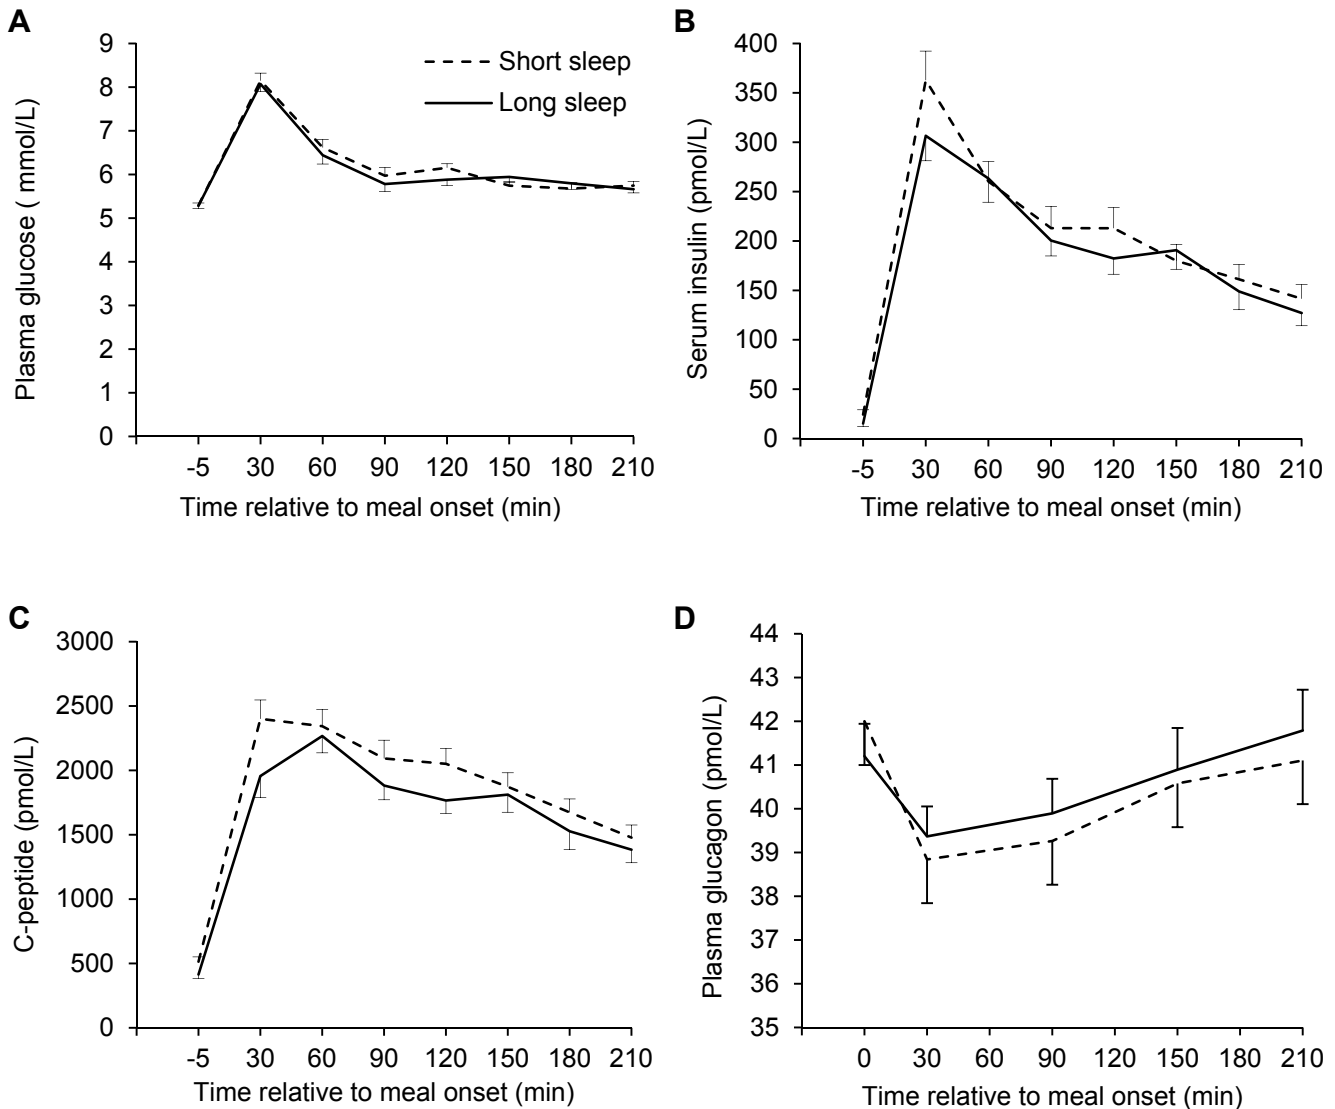 A
Plasma glucose ( mmol/L)
9
8
7
6
5
4
3
2
1
0
Short sleep
Long sleep
-5 30 60 90 120 150 180 210
Time relative to meal onset (min)
B
Serum insulin (pmol/L)
400
350
300
250
200
150
100
50
0
-5 30 60 90 120 150 180 210
Time relative to meal onset (min)
C
C-peptide (pmol/L)
3000
2500
2000
1500
1000
500
0
-5 30 60 90 120 150 180 210
Time relative to meal onset (min)
D
Plasma glucagon (pmol/L)
44
43
42
41
40
39
38
37
36
35
0 30 60 90 120 150 180 210
Time relative to meal onset (min)